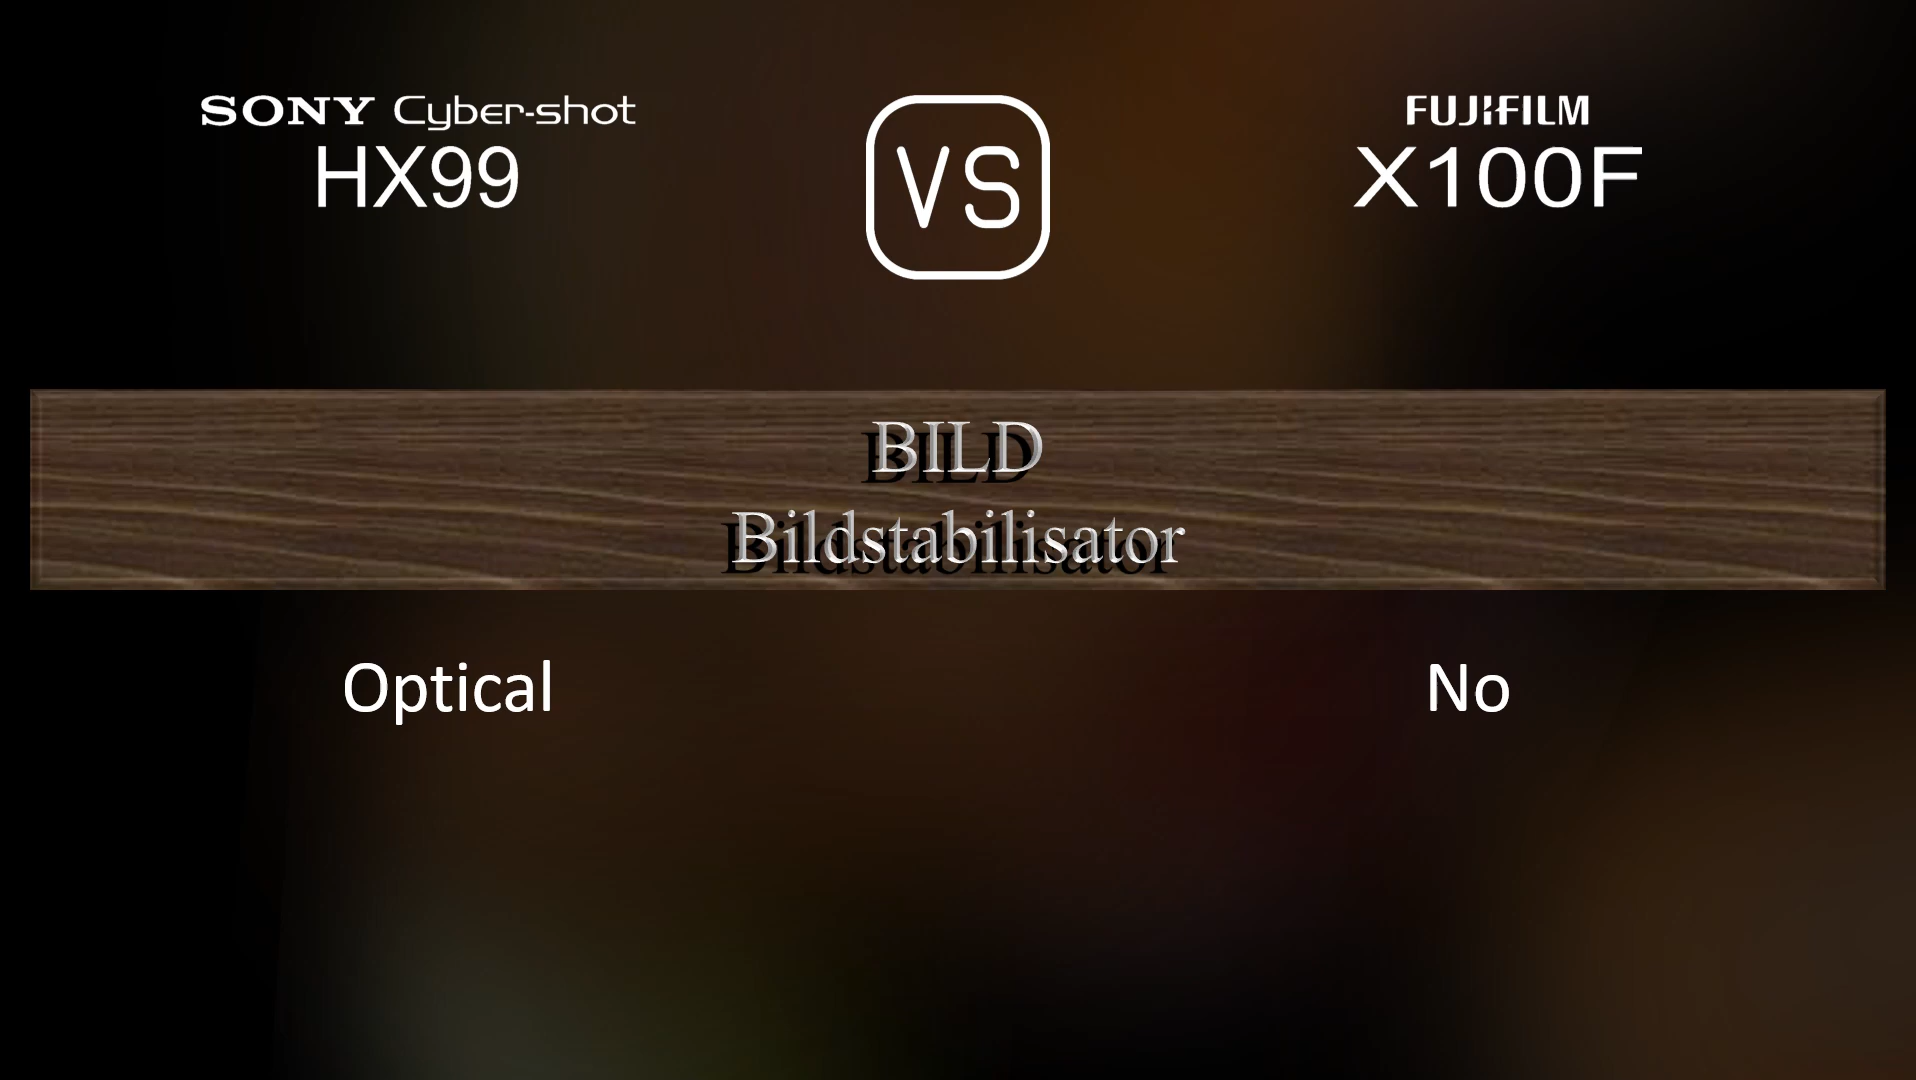 SONY Cyber-shot
HX99
VS
FUJIFILM
X100F
BILD
Bildstabilisator
Optical
No